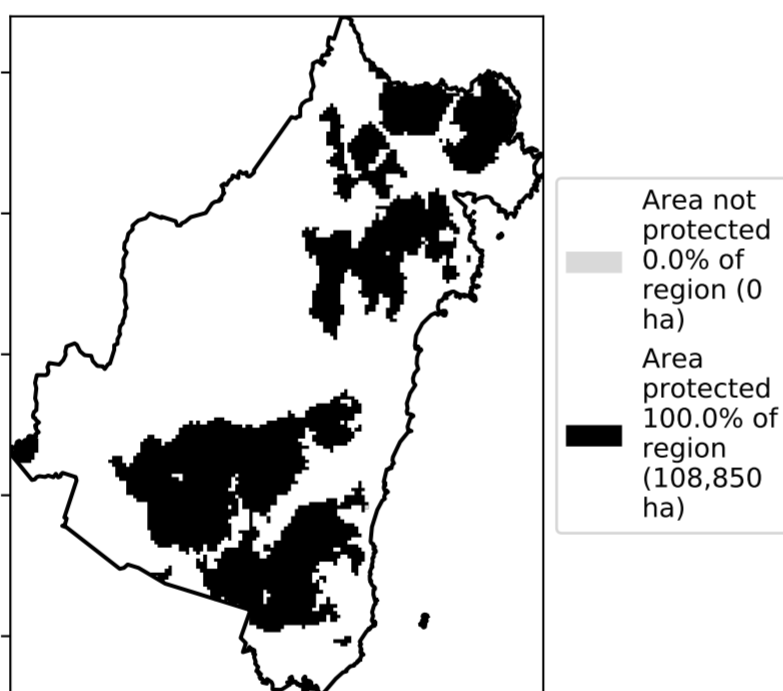 Area not
protected
0.0% of
region (0
ha)
Area
protected
100.0% of
region
(108,850
ha)